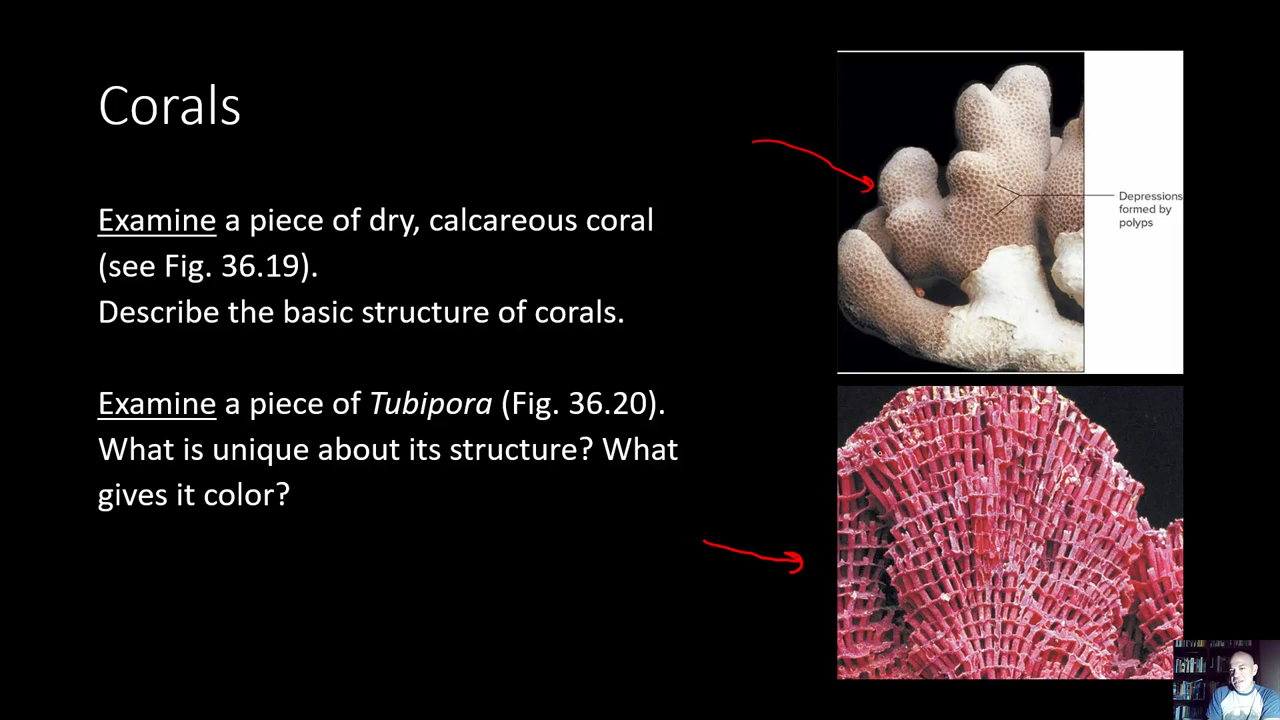 Corals
Examine a piece of dry, calcareous coral
(see Fig. 36.19).
Describe the basic structure of corals.
Examine a piece of Tubipora (Fig. 36.20).
What is unique about its structure? What
gives it color?
Depressions
formed by
polyps